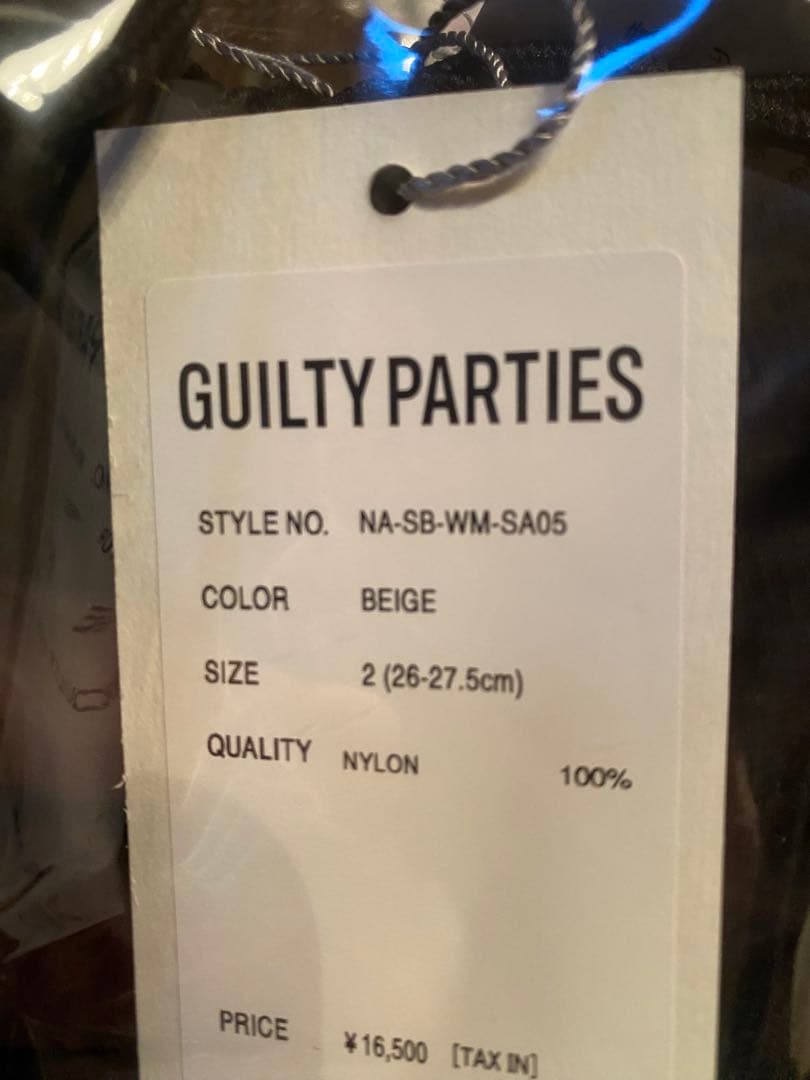 GUILTY PARTIES
STYLE NO. NA-SB-WM-SA05
COLOR BEIGE
SIZE 2 (26-27.5cm)
QUALITY NYLON 100%
PRICE ¥16,500 [TAX IN]